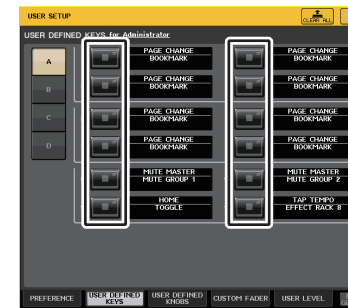 USER SETUP
CLEAR ALL
USER DEFINED KEYS for Administrator
A
PAGE CHANGE
BOOKMARK
PAGE CHANGE
BOOKMARK
B
PAGE CHANGE
BOOKMARK
PAGE CHANGE
BOOKMARK
C
PAGE CHANGE
BOOKMARK
PAGE CHANGE
BOOKMARK
D
PAGE CHANGE
BOOKMARK
PAGE CHANGE
BOOKMARK
MUTE MASTER
MUTE GROUP 1
MUTE MASTER
MUTE GROUP 2
HOME
TOGGLE
TAP TEMPO
EFFECT RACK 8
PREFERENCE
USER DEFINED
KEYS
USER DEFINED
KNOBS
CUSTOM FADER
USER LEVEL